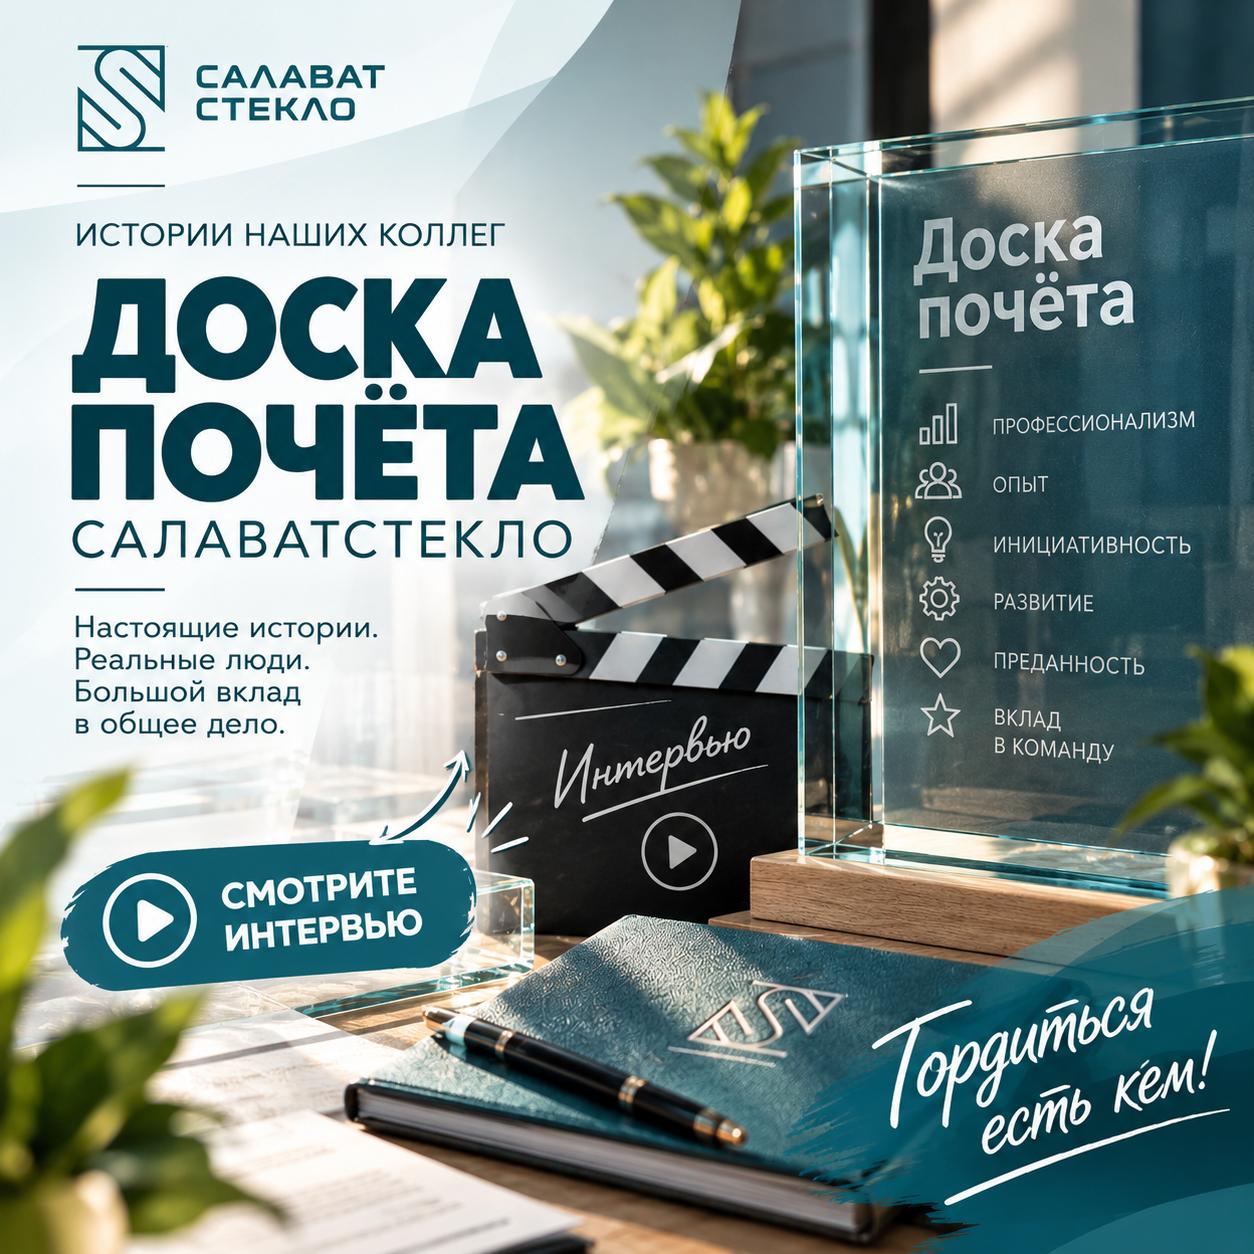 САЛАВАТ
СТЕКЛО
ИСТОРИИ НАШИХ КОЛЛЕГ
ДОСКА
ПОЧЁТА
САЛАВАТСТЕКЛО
Настоящие истории.
Реальные люди.
Большой вклад
в общее дело.
СМОТРИТЕ
ИНТЕРВЬЮ
Интервью
Доска
почёта
ПРОФЕССИОНАЛИЗМ
ОПЫТ
ИНИЦИАТИВНОСТЬ
РАЗВИТИЕ
ПРЕДАННОСТЬ
ВКЛАД
В КОМАНДУ
Гордиться
есть кем!